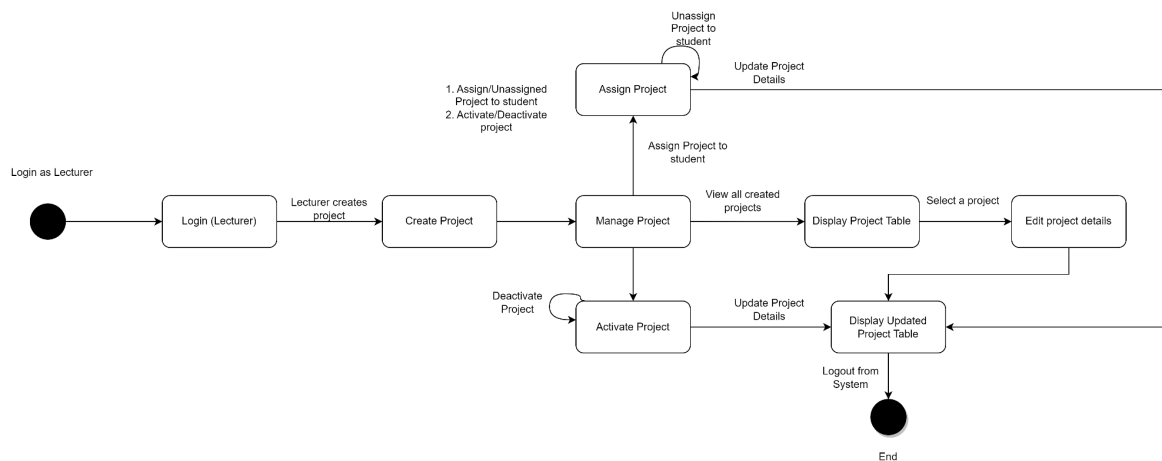 Unassign
Project to
student
Update Project
Details
Assign Project
1. Assign/Unassigned
Project to student
2. Activate/Deactivate
project
Assign Project to
student
Login as Lecturer
Login (Lecturer)
Lecturer creates
project
Create Project
Manage Project
View all created
projects
Display Project Table
Select a project
Edit project details
Deactivate
Project
Activate Project
Update Project
Details
Display Updated
Project Table
Logout from
System
End